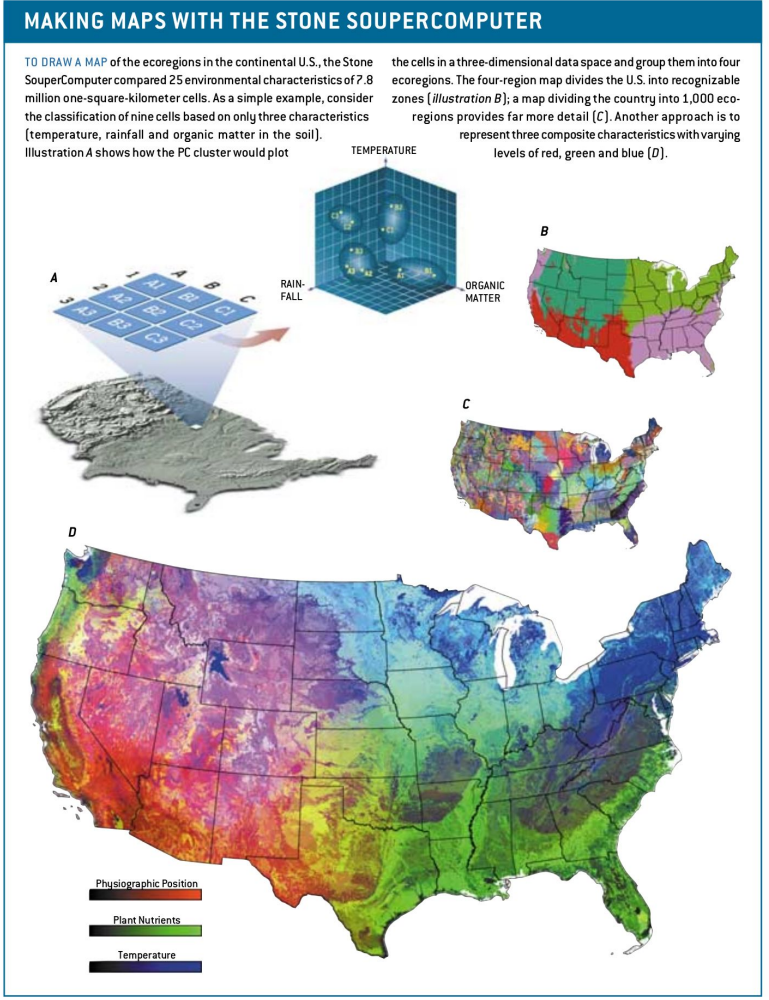 MAKING MAPS WITH THE STONE SOUPERCOMPUTER
TO DRAW A MAP of the ecoregions in the continental U.S., the Stone
SouperComputer compared 25 environmental characteristics of 7.8
million one-square-kilometer cells. As a simple example, consider
the classification of nine cells based on only three characteristics
(temperature, rainfall and organic matter in the soil).
Illustration A shows how the PC cluster would plot
the cells in a three-dimensional data space and group them into four
ecoregions. The four-region map divides the U.S. into recognizable
zones (illustration B); a map dividing the country into 1,000 eco-
regions provides far more detail (C). Another approach is to
represent three composite characteristics with varying
levels of red, green and blue (D).
TEMPERATURE
C3
C2
B2
C1
B3
A3
A2
A1
B1
RAIN-
FALL
ORGANIC
MATTER
A
1
2
3
A
B
C
A1
B1
C1
A2
B2
C2
A3
B3
C3
B
C
D
Physiographic Position
Plant Nutrients
Temperature